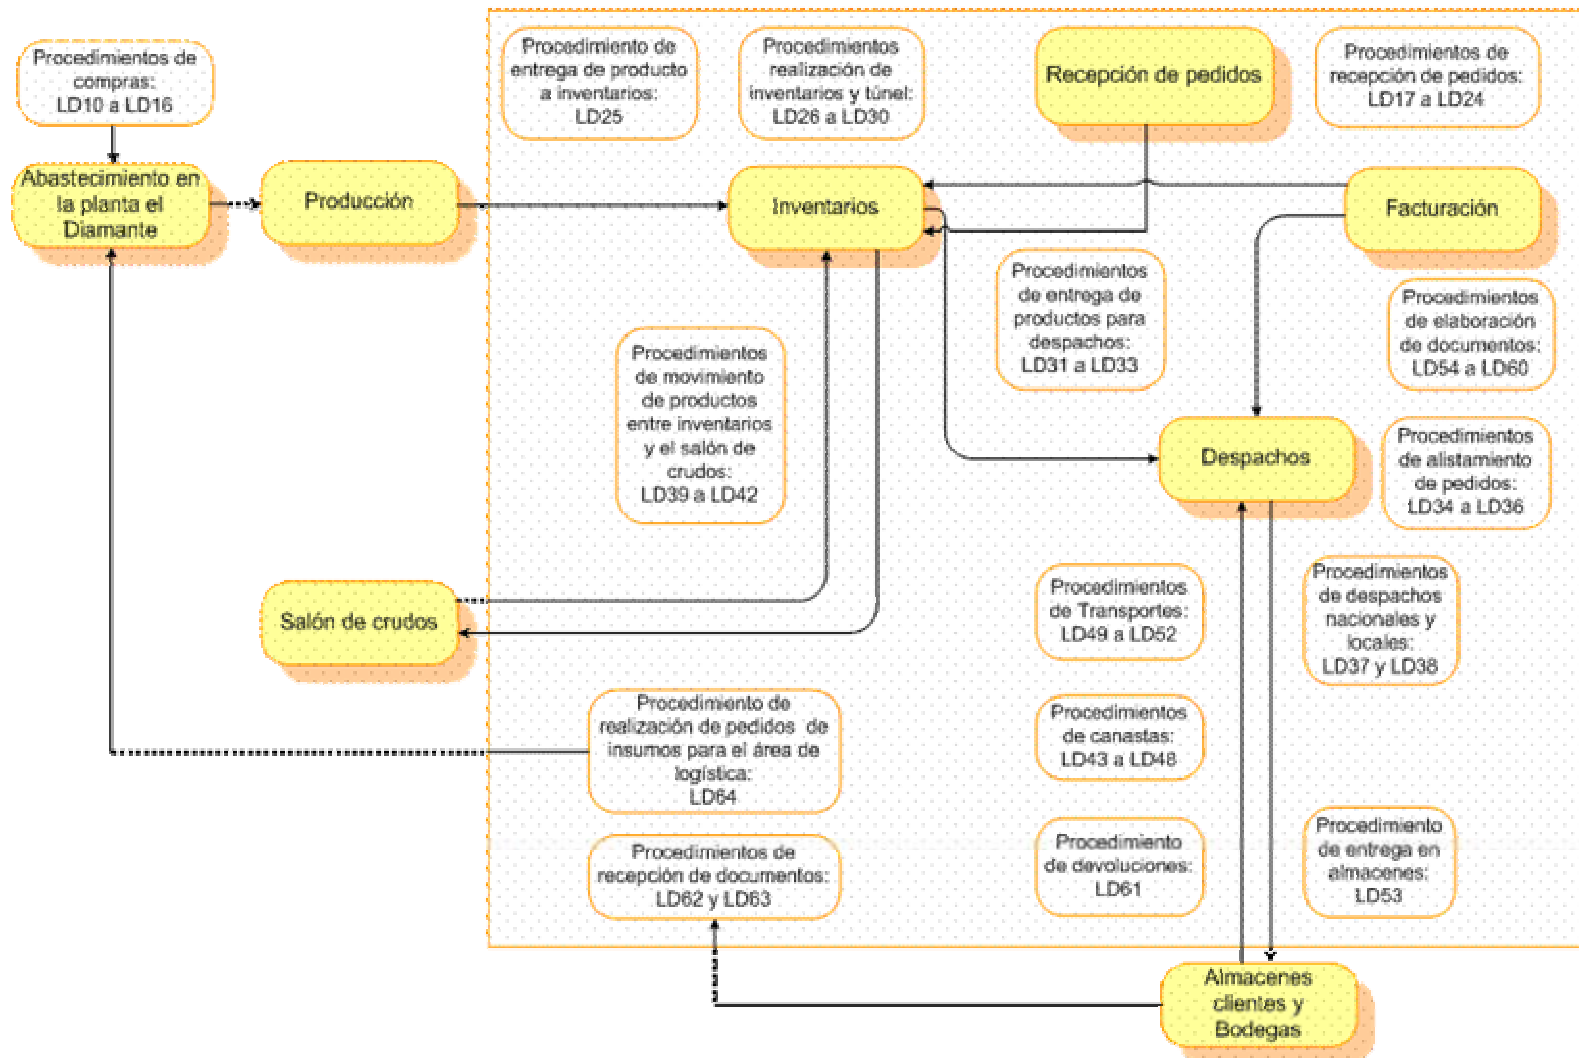 Procedimientos de
compras:
LD10 a LD16
Abastecimiento en
la planta el
Diamante
Producción
Procedimiento de
entrega de producto
a inventarios:
LD25
Procedimientos
realización de
inventarios y túnel:
LD26 a LD30
Recepción de pedidos
Procedimientos de
recepción de pedidos:
LD17 a LD24
Inventarios
Facturación
Procedimientos
de entrega de
productos para
despachos:
LD31 a LD33
Procedimientos
de elaboración
de documentos:
LD54 a LD60
Procedimientos
de movimiento
de productos
entre inventarios
y el salón de
crudos:
LD39 a LD42
Despachos
Procedimientos
de alistamiento
de pedidos:
LD34 a LD36
Salón de crudos
Procedimientos
de Transportes:
LD49 a LD52
Procedimientos
de despachos
nacionales y
locales:
LD37 y LD38
Procedimiento de
realización de pedidos de
insumos para el área de
logística:
LD64
Procedimientos
de canastas:
LD43 a LD48
Procedimientos de
recepción de documentos:
LD62 y LD63
Procedimiento
de devoluciones:
LD61
Procedimiento
de entrega en
almacenes:
LD53
Almacenes
clientes y
Bodegas